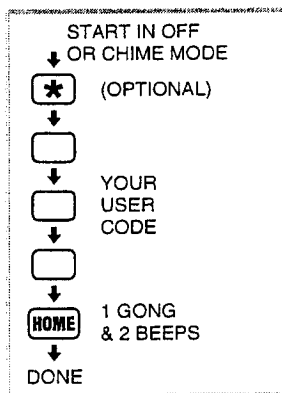 START IN OFF
OR CHIME MODE
* (OPTIONAL)
YOUR
USER
CODE
HOME 1 GONG
& 2 BEEPS
DONE